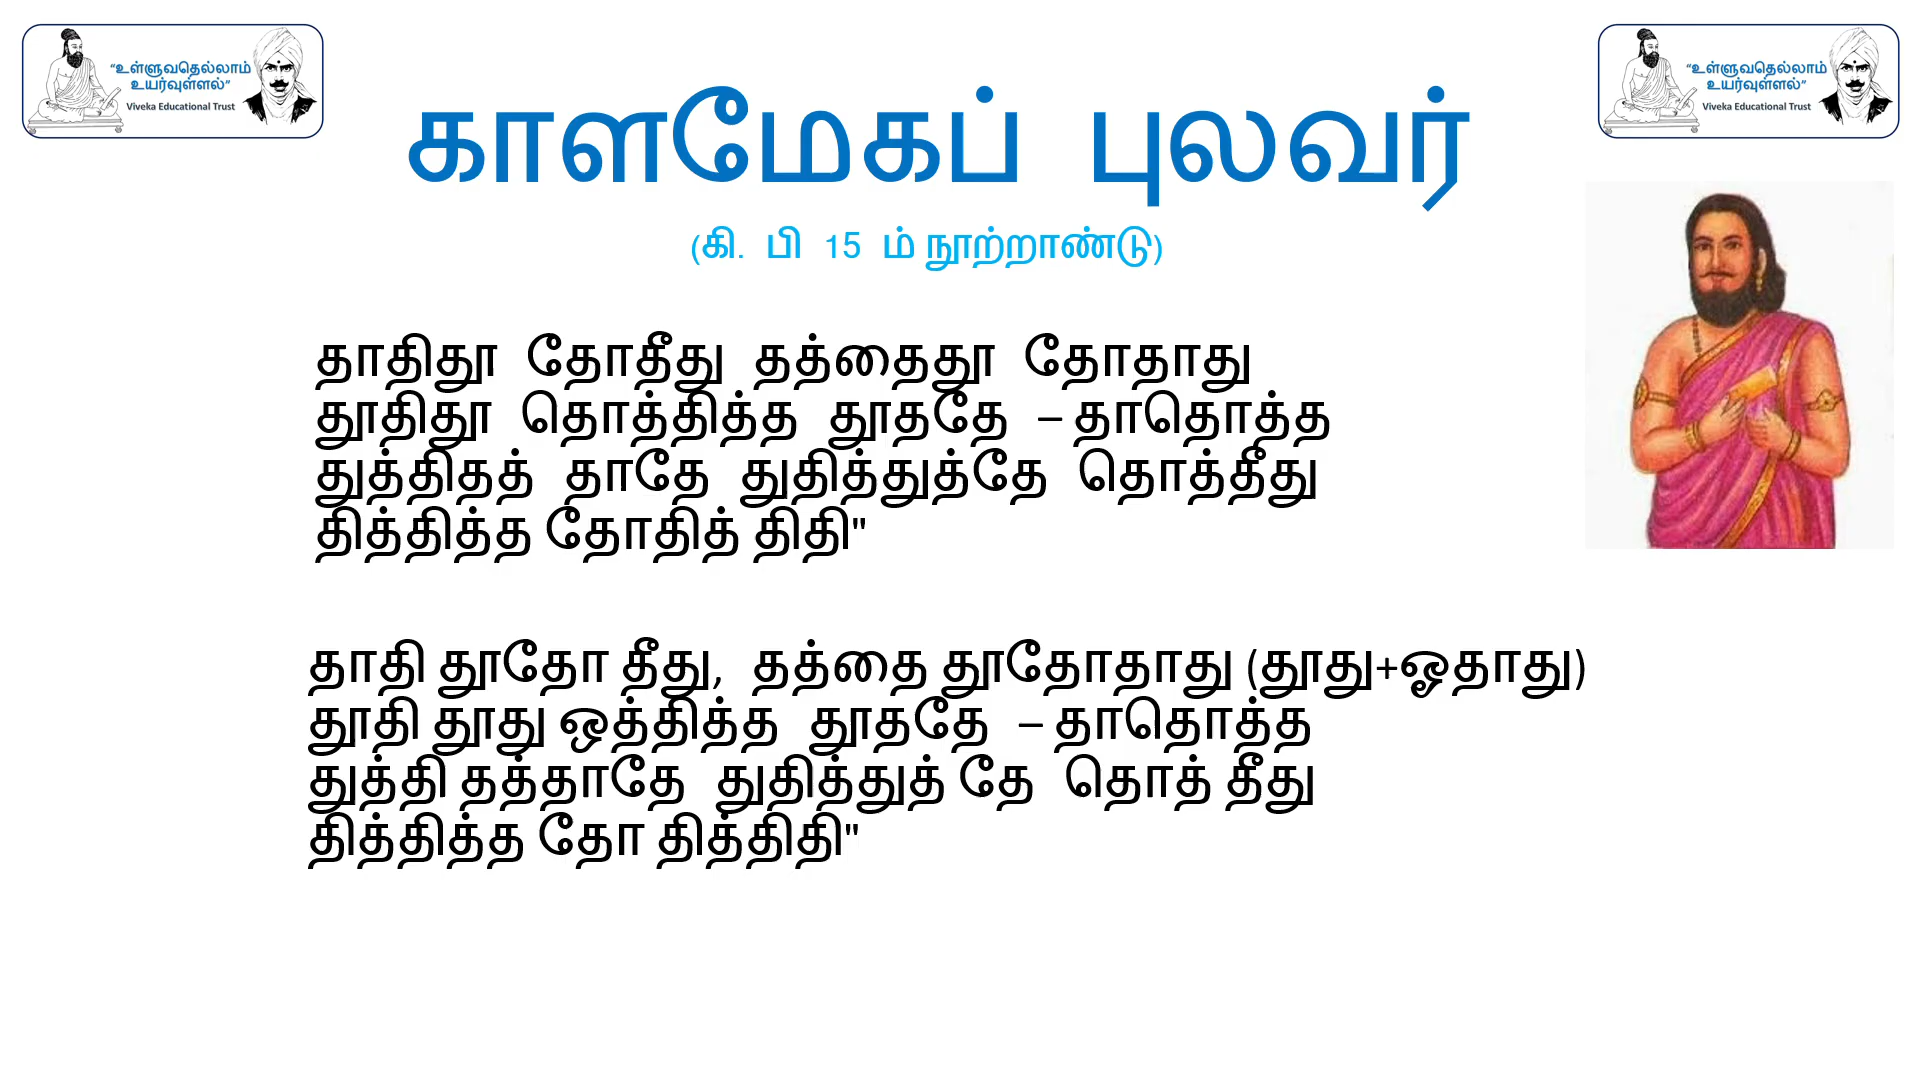 “உள்ளுவதெல்லாம்
உயர்வுள்ளல்”
Viveka Educational Trust
“உள்ளுவதெல்லாம்
உயர்வுள்ளல்”
Viveka Educational Trust
காளமேகப் புலவர்
(கி. பி 15 ம் நூற்றாண்டு)
தாதிதூ தோதீது தத்தைதூ தோதாது
தூதிதூ தொத்தித்த தூததே – தாதொத்த
துத்திதத் தாதே துதித்துத்தே தொத்தீது
தித்தித்த தோதித் திதி"
தாதி தூதோ தீது, தத்தை தூதோதாது (தூது+ஓதாது)
தூதி தூது ஒத்தித்த தூததே – தாதொத்த
துத்தி தத்தாதே துதித்துத் தே தொத் தீது
தித்தித்த தோ தித்திதி"